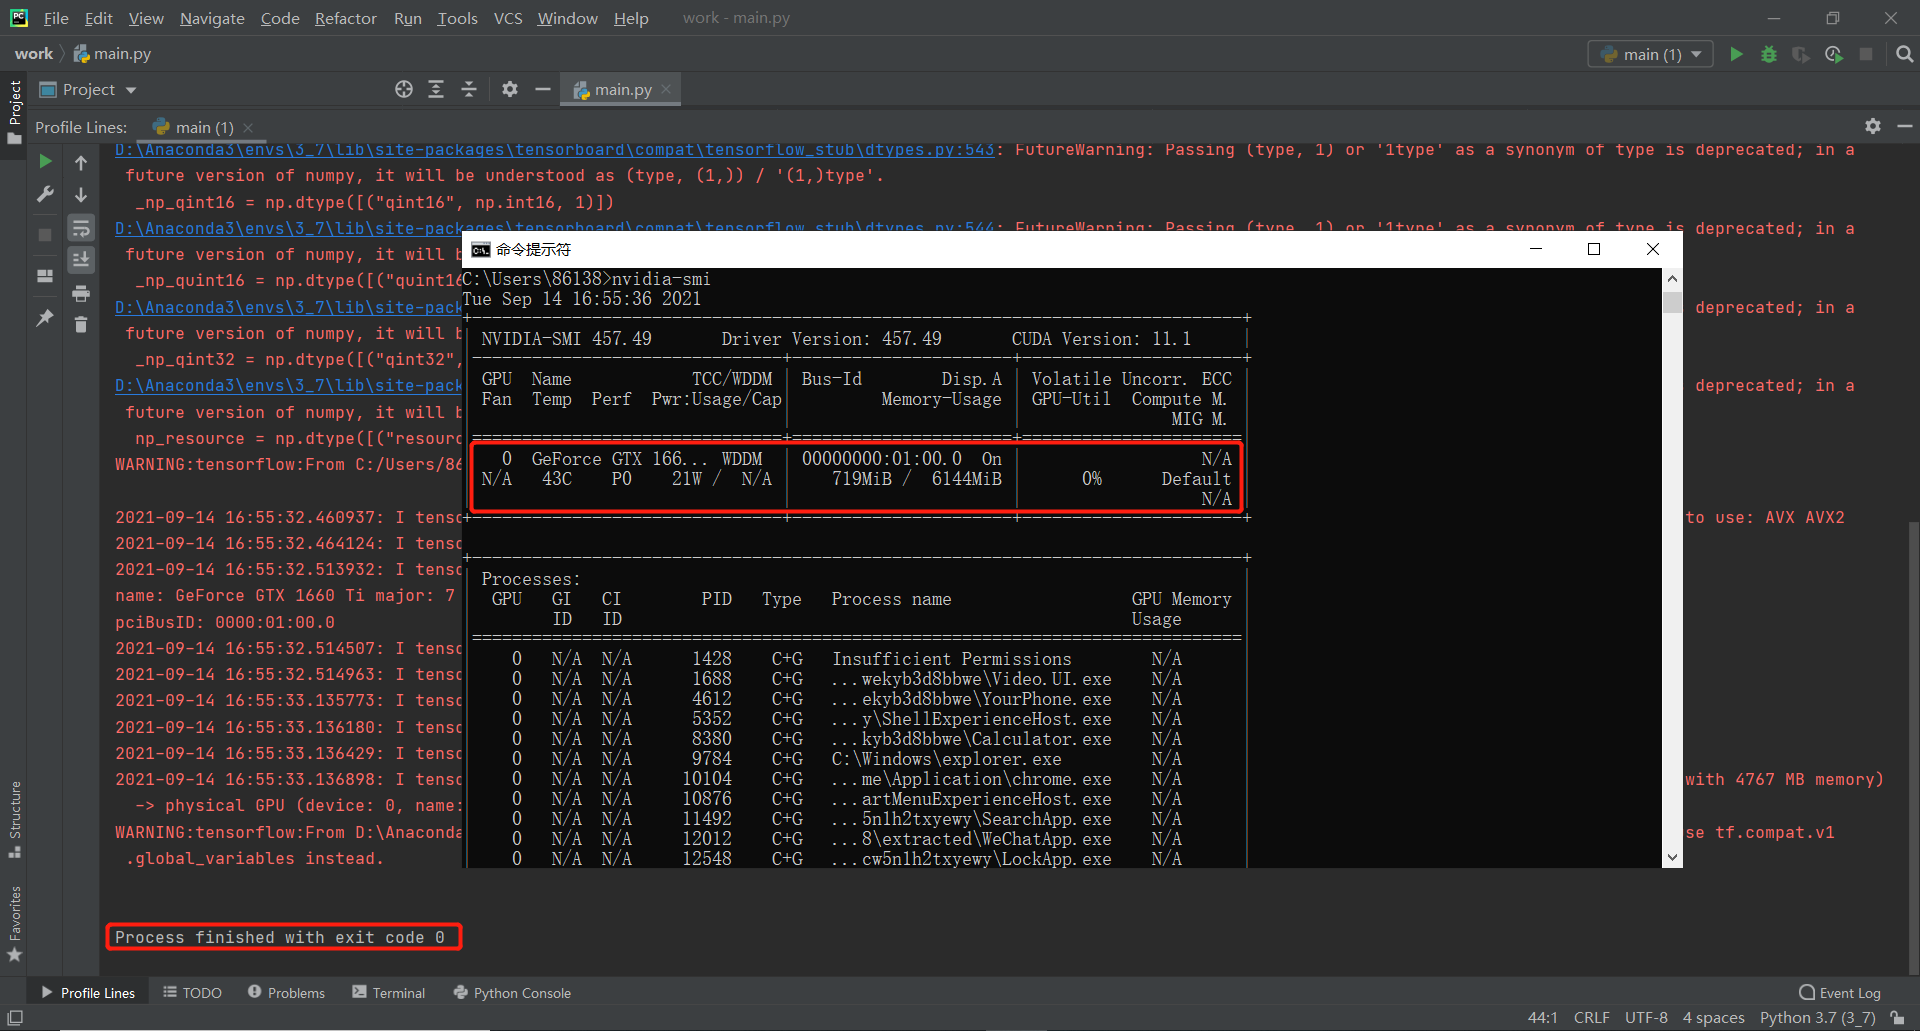 File Edit View Navigate Code Refactor Run Tools VCS Window Help work - main.py
work main.py
main (1)
Project
main.py
Project
Profile Lines: main (1)
D:\Anaconda3\envs\3_7\lib\site-packages\tensorboard\compat\tensorflow_stub\dtypes.py:543: FutureWarning: Passing (type, 1) or '1type' as a synonym of type is deprecated; in a
future version of numpy, it will be understood as (type, (1,)) / '(1,)type'.
_np_qint16 = np.dtype([("qint16", np.int16, 1)])
D:\Anaconda3\envs\3_7\lib\site-packages\tensorboard\compat\tensorflow_stub\dtypes.py:544: FutureWarning: Passing (type, 1) or '1type' as a synonym of type is deprecated; in a
future version of numpy, it will b
_np_quint16 = np.dtype([("quint16
D:\Anaconda3\envs\3_7\lib\site-pack deprecated; in a
future version of numpy, it will b
_np_qint32 = np.dtype([("qint32",
D:\Anaconda3\envs\3_7\lib\site-pack deprecated; in a
future version of numpy, it will b
np_resource = np.dtype([("resourc
WARNING:tensorflow:From C:/Users/86
2021-09-14 16:55:32.460937: I tenso to use: AVX AVX2
2021-09-14 16:55:32.464124: I tenso
2021-09-14 16:55:32.513932: I tenso
name: GeForce GTX 1660 Ti major: 7
pciBusID: 0000:01:00.0
2021-09-14 16:55:32.514507: I tenso
2021-09-14 16:55:32.514963: I tenso
2021-09-14 16:55:33.135773: I tenso
2021-09-14 16:55:33.136180: I tenso
2021-09-14 16:55:33.136429: I tenso
2021-09-14 16:55:33.136898: I tenso with 4767 MB memory)
-> physical GPU (device: 0, name:
WARNING:tensorflow:From D:\Anaconda se tf.compat.v1
.global_variables instead.
Process finished with exit code 0
命令提示符
C:\Users\86138>nvidia-smi
Tue Sep 14 16:55:36 2021
NVIDIA-SMI 457.49 Driver Version: 457.49 CUDA Version: 11.1
GPU Name TCC/WDDM Bus-Id Disp.A Volatile Uncorr. ECC
Fan Temp Perf Pwr:Usage/Cap Memory-Usage GPU-Util Compute M.
MIG M.
0 GeForce GTX 166... WDDM 00000000:01:00.0 On N/A
N/A 43C P0 21W / N/A 719MiB / 6144MiB 0% Default
N/A
Processes:
GPU GI CI PID Type Process name GPU Memory
ID ID Usage
0 N/A N/A 1428 C+G Insufficient Permissions N/A
0 N/A N/A 1688 C+G ...wekyb3d8bbwe\Video.UI.exe N/A
0 N/A N/A 4612 C+G ...ekyb3d8bbwe\YourPhone.exe N/A
0 N/A N/A 5352 C+G ...y\ShellExperienceHost.exe N/A
0 N/A N/A 8380 C+G ...kyb3d8bbwe\Calculator.exe N/A
0 N/A N/A 9784 C+G C:\Windows\explorer.exe N/A
0 N/A N/A 10104 C+G ...me\Application\chrome.exe N/A
0 N/A N/A 10876 C+G ...artMenuExperienceHost.exe N/A
0 N/A N/A 11492 C+G ...5n1h2txyewy\SearchApp.exe N/A
0 N/A N/A 12012 C+G ...8\extracted\WeChatApp.exe N/A
0 N/A N/A 12548 C+G ...cw5n1h2txyewy\LockApp.exe N/A
Structure
Favorites
Profile Lines TODO Problems Terminal Python Console Event Log
44:1 CRLF UTF-8 4 spaces Python 3.7 (3_7)